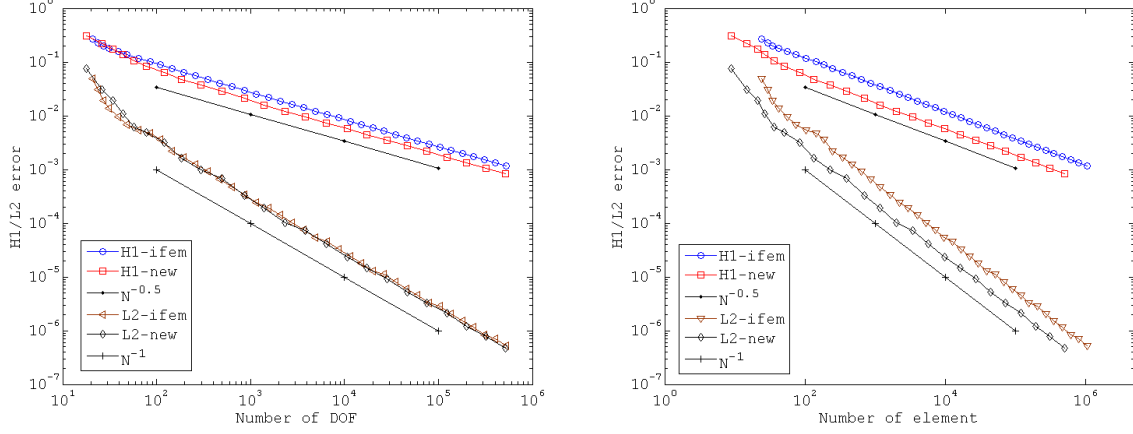 H1/L2 error
10^0
10^-1
10^-2
10^-3
10^-4
10^-5
10^-6
10^-7
H1-ifem
H1-new
N^-0.5
L2-ifem
L2-new
N^-1
10^1
10^2
10^3
10^4
10^5
10^6
Number of DOF
H1/L2 error
10^0
10^-1
10^-2
10^-3
10^-4
10^-5
10^-6
10^-7
H1-ifem
H1-new
N^-0.5
L2-ifem
L2-new
N^-1
10^0
10^2
10^4
10^6
Number of element